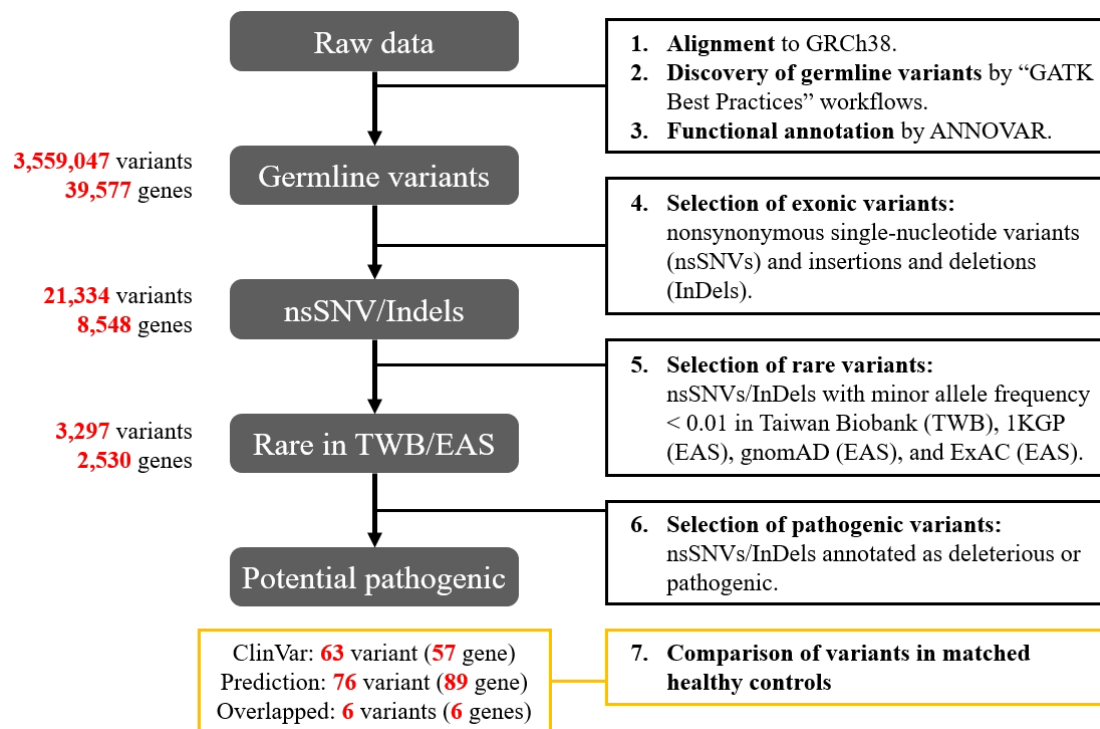 Raw data
1. Alignment to GRCh38.
2. Discovery of germline variants by “GATK
Best Practices” workflows.
3. Functional annotation by ANNOVAR.
3,559,047 variants
39,577 genes
Germline variants
4. Selection of exonic variants:
nonsynonymous single-nucleotide variants
(nsSNVs) and insertions and deletions
(InDels).
21,334 variants
8,548 genes
nsSNV/Indels
5. Selection of rare variants:
nsSNVs/InDels with minor allele frequency
< 0.01 in Taiwan Biobank (TWB), 1KGP
(EAS), gnomAD (EAS), and ExAC (EAS).
3,297 variants
2,530 genes
Rare in TWB/EAS
6. Selection of pathogenic variants:
nsSNVs/InDels annotated as deleterious or
pathogenic.
Potential pathogenic
ClinVar: 63 variant (57 gene)
Prediction: 76 variant (89 gene)
Overlapped: 6 variants (6 genes)
7. Comparison of variants in matched
healthy controls